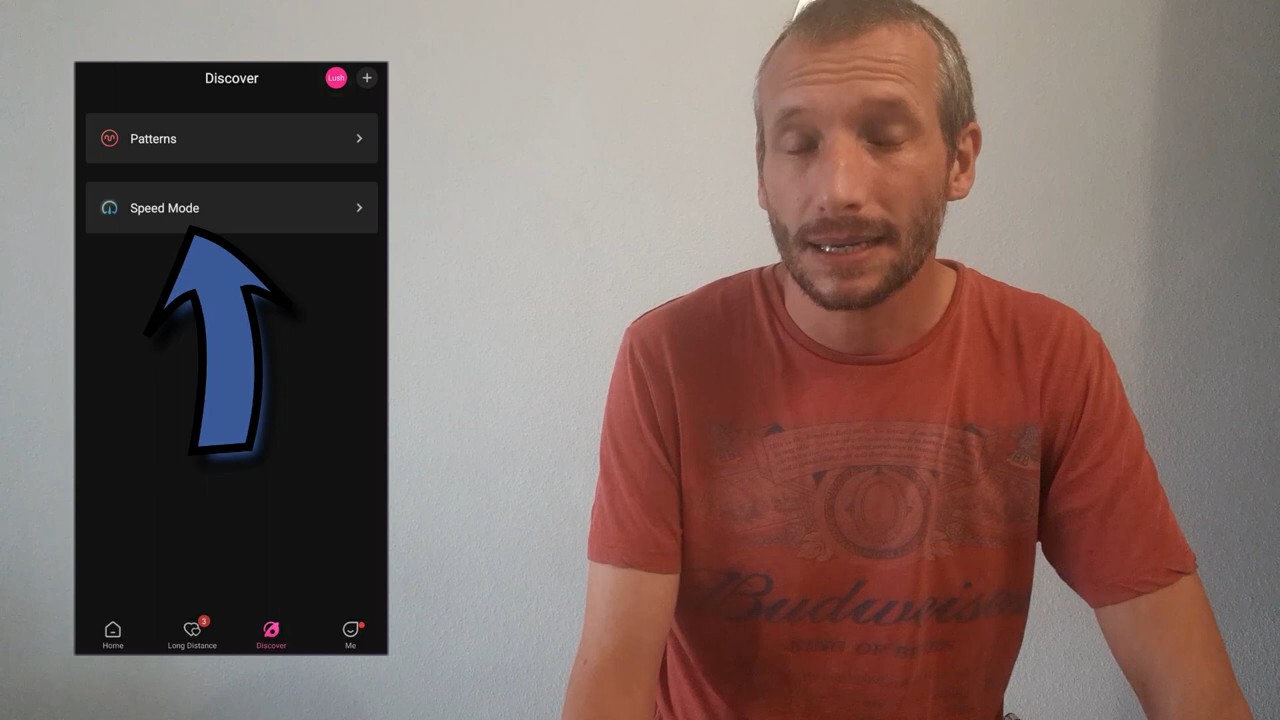 Discover
Lush
Patterns
Speed Mode
3
Home
Long Distance
Discover
Me
Budweiser
KING OF BEERS